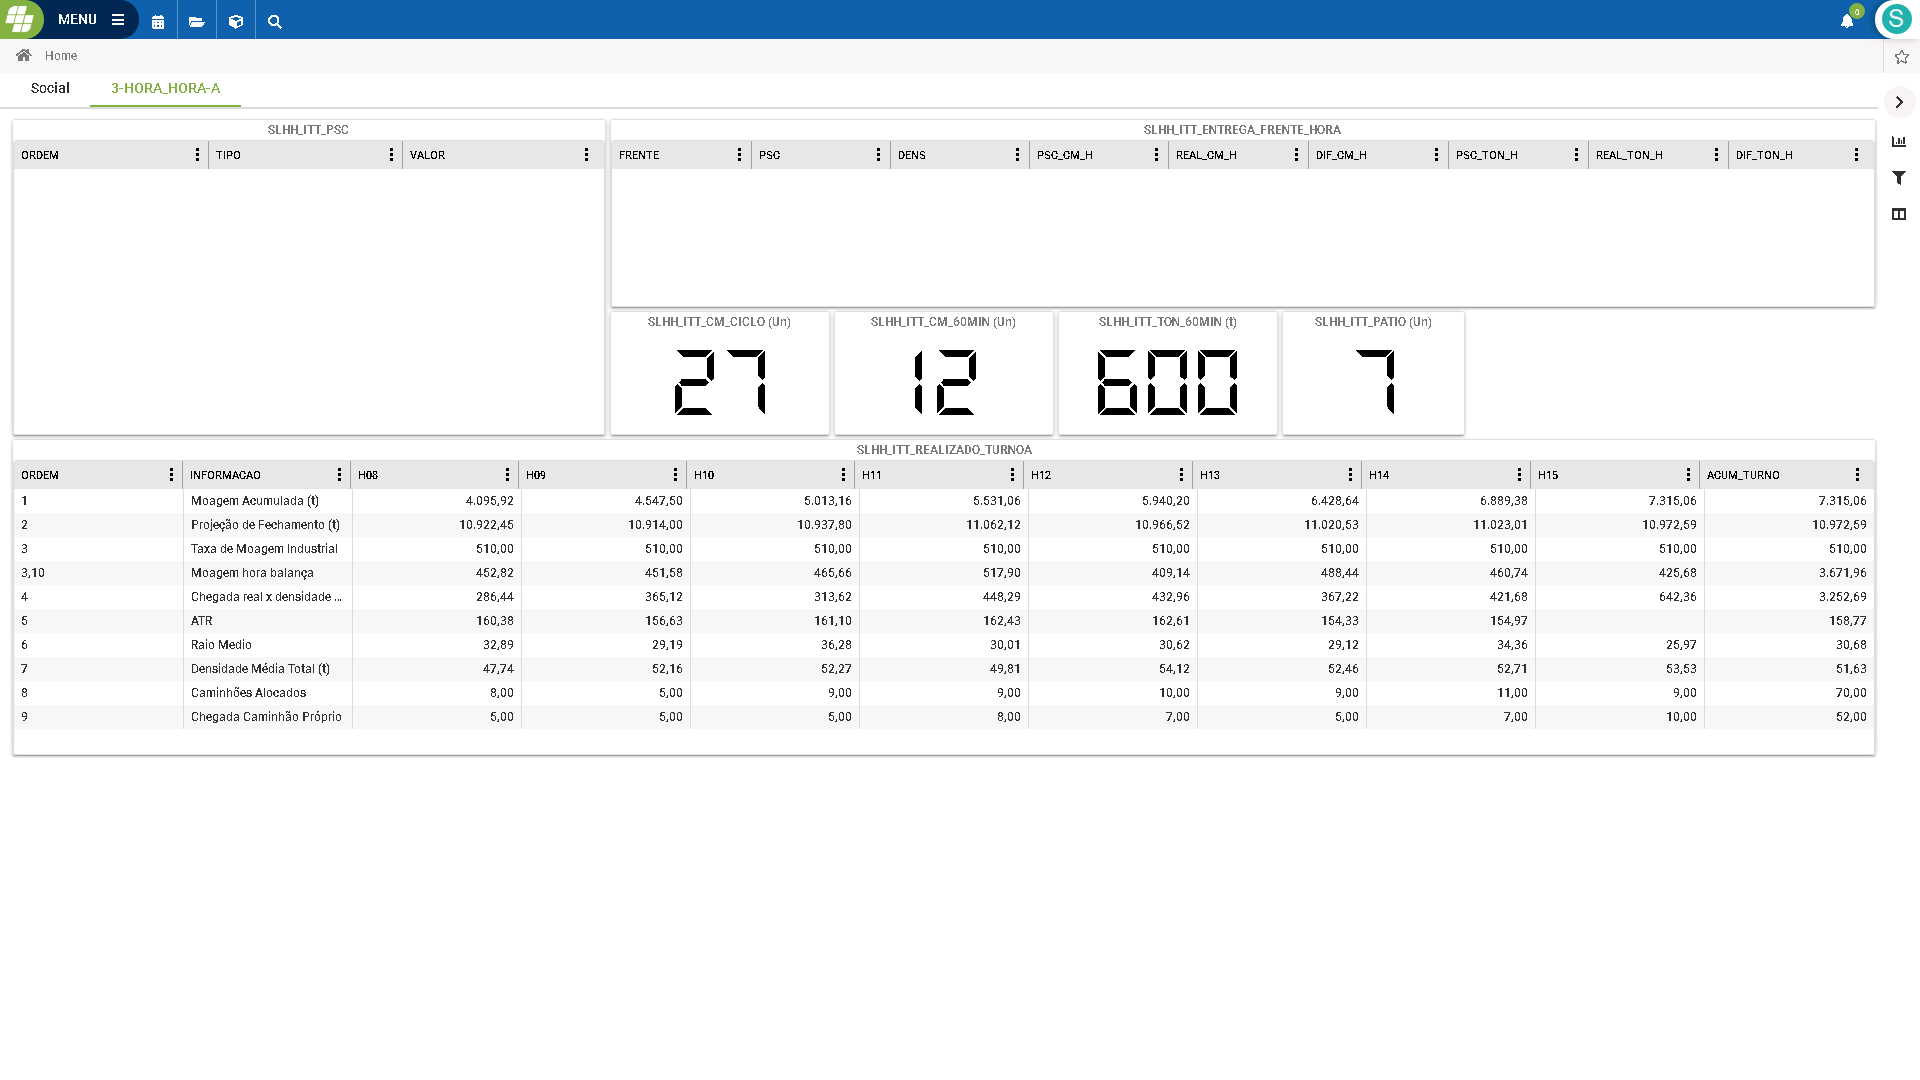 MENU
0
S
Home
Social
3-HORA_HORA-A
SLHH_ITT_PSC
ORDEM TIPO VALOR
SLHH_ITT_ENTREGA_FRENTE_HORA
FRENTE PSC DENS PSC_CM_H REAL_CM_H DIF_CM_H PSC_TON_H REAL_TON_H DIF_TON_H
SLHH_ITT_CM_CICLO (Un)
27
SLHH_ITT_CM_60MIN (Un)
12
SLHH_ITT_TON_60MIN (t)
600
SLHH_ITT_PATIO (Un)
7
SLHH_ITT_REALIZADO_TURNOA
ORDEM INFORMACAO H08 H09 H10 H11 H12 H13 H14 H15 ACUM_TURNO
1 Moagem Acumulada (t) 4.095,92 4.547,50 5.013,16 5.531,06 5.940,20 6.428,64 6.889,38 7.315,06 7.315,06
2 Projeção de Fechamento (t) 10.922,45 10.914,00 10.937,80 11.062,12 10.966,52 11.020,53 11.023,01 10.972,59 10.972,59
3 Taxa de Moagem Industrial 510,00 510,00 510,00 510,00 510,00 510,00 510,00 510,00 510,00
3,10 Moagem hora balança 452,82 451,58 465,66 517,90 409,14 488,44 460,74 425,68 3.671,96
4 Chegada real x densidade ... 286,44 365,12 313,62 448,29 432,96 367,22 421,68 642,36 3.252,69
5 ATR 160,38 156,63 161,10 162,43 162,61 154,33 154,97 158,77
6 Raio Medio 32,89 29,19 36,28 30,01 30,62 29,12 34,36 25,97 30,68
7 Densidade Média Total (t) 47,74 52,16 52,27 49,81 54,12 52,46 52,71 53,53 51,63
8 Caminhões Alocados 8,00 5,00 9,00 9,00 10,00 9,00 11,00 9,00 70,00
9 Chegada Caminhão Próprio 5,00 5,00 5,00 8,00 7,00 5,00 7,00 10,00 52,00